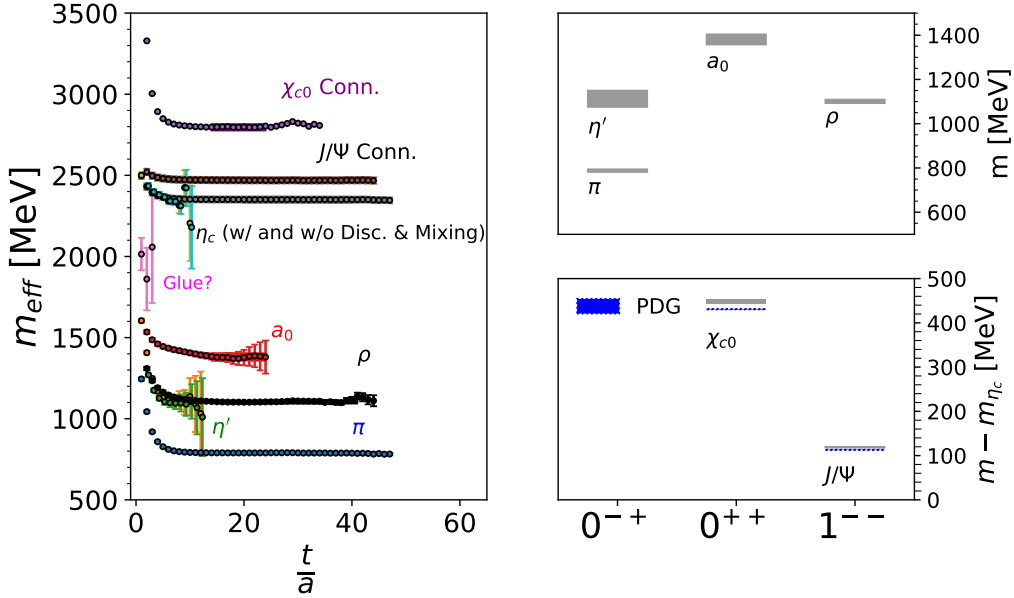 3500
3000
2500
2000
1500
1000
500
m_eff [MeV]
χ_c0 Conn.
J/Ψ Conn.
η_c (w/ and w/o Disc. & Mixing)
Glue?
a_0
ρ
η′
π
0
20
40
60
t
a
1400
1200
1000
800
600
m [MeV]
a_0
η′
ρ
π
500
400
300
200
100
0
m − m_η_c [MeV]
PDG
χ_c0
J/Ψ
0⁻⁺
0⁺⁺
1⁻⁻